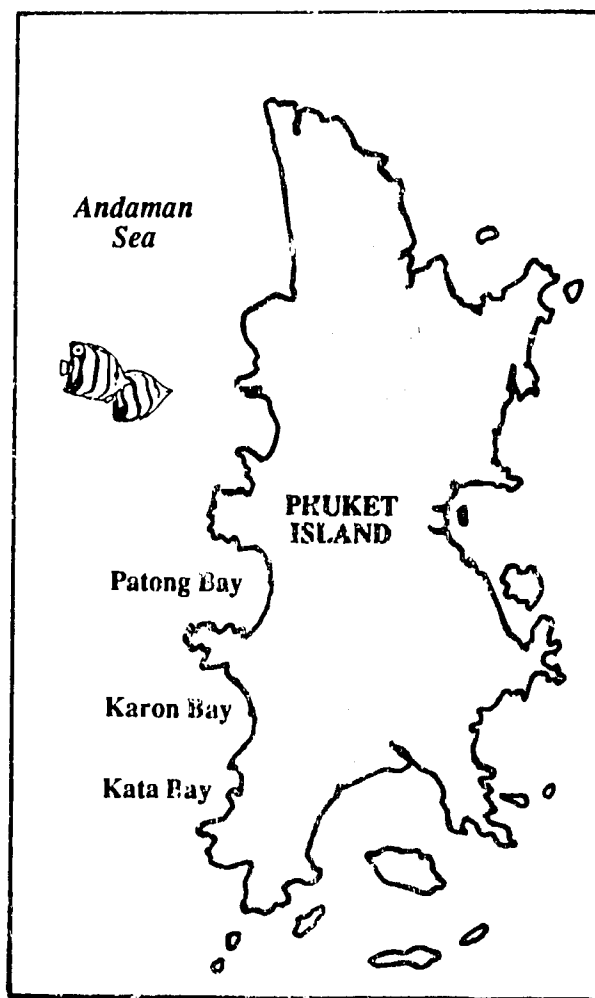 Andaman
Sea
PHUKET
ISLAND
Patong Bay
Karon Bay
Kata Bay